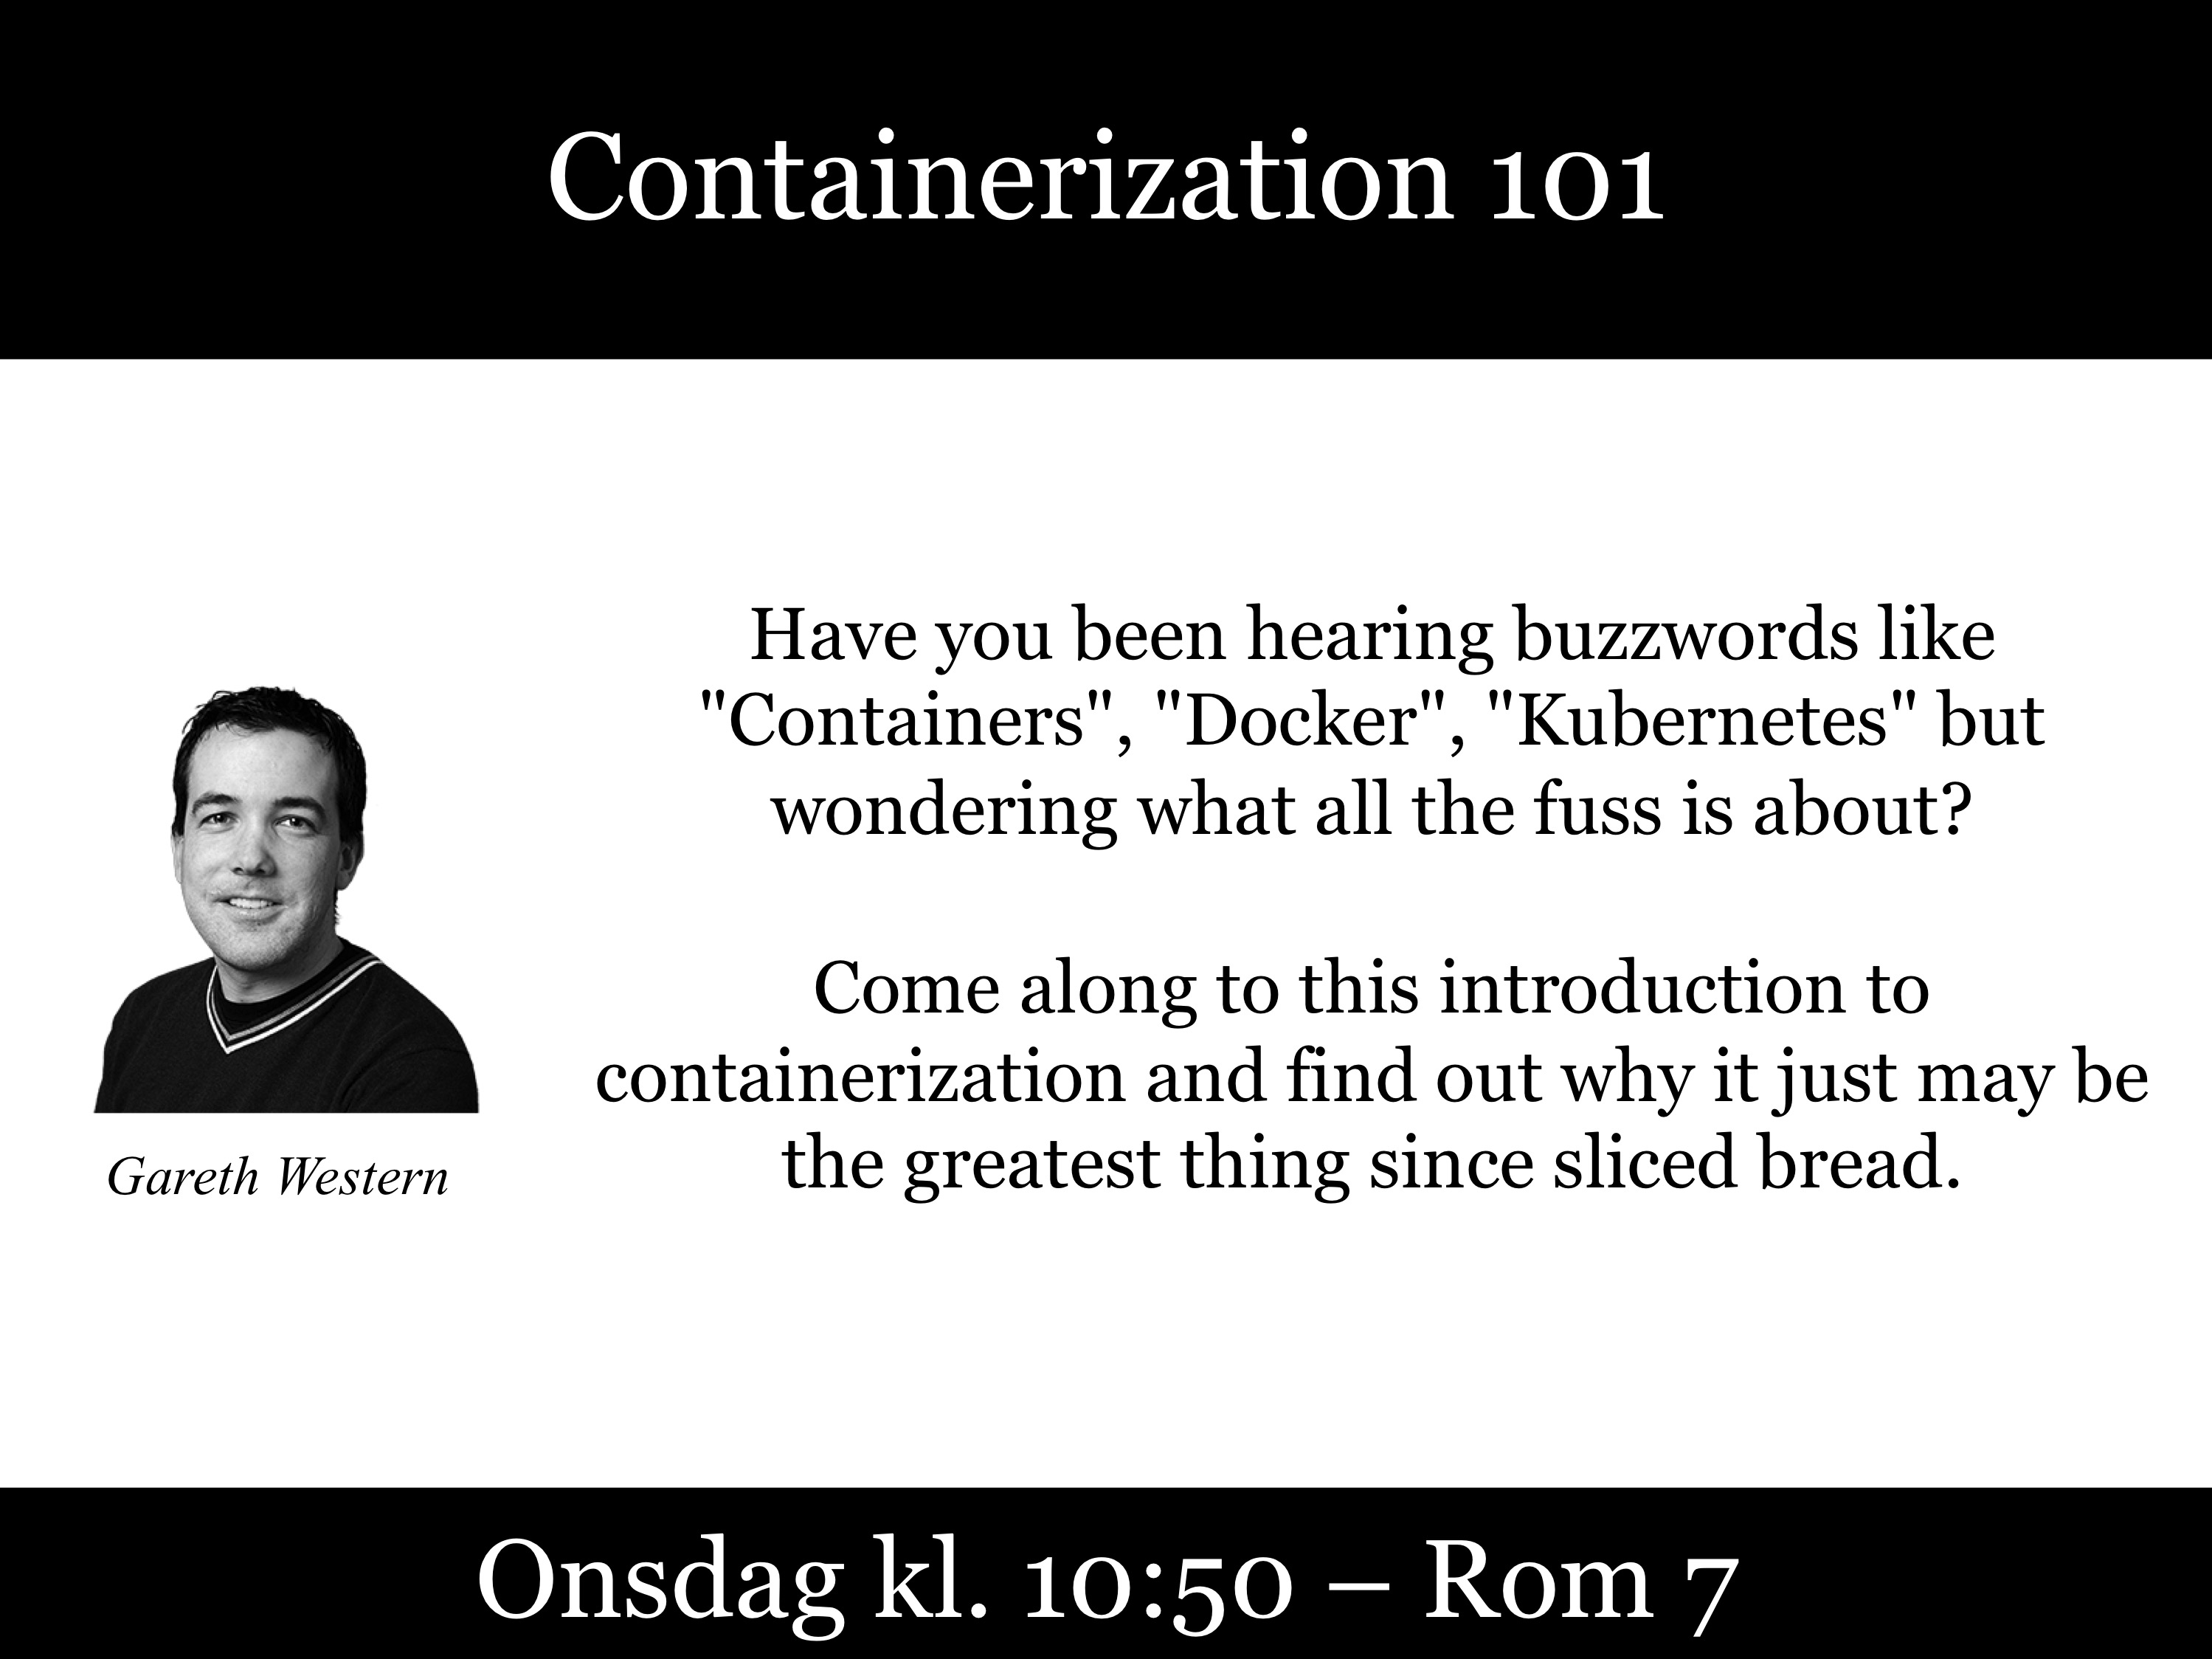 Containerization 101
Have you been hearing buzzwords like
"Containers", "Docker", "Kubernetes" but
wondering what all the fuss is about?
Come along to this introduction to
containerization and find out why it just may be
the greatest thing since sliced bread.
Gareth Western
Onsdag kl. 10:50 – Rom 7